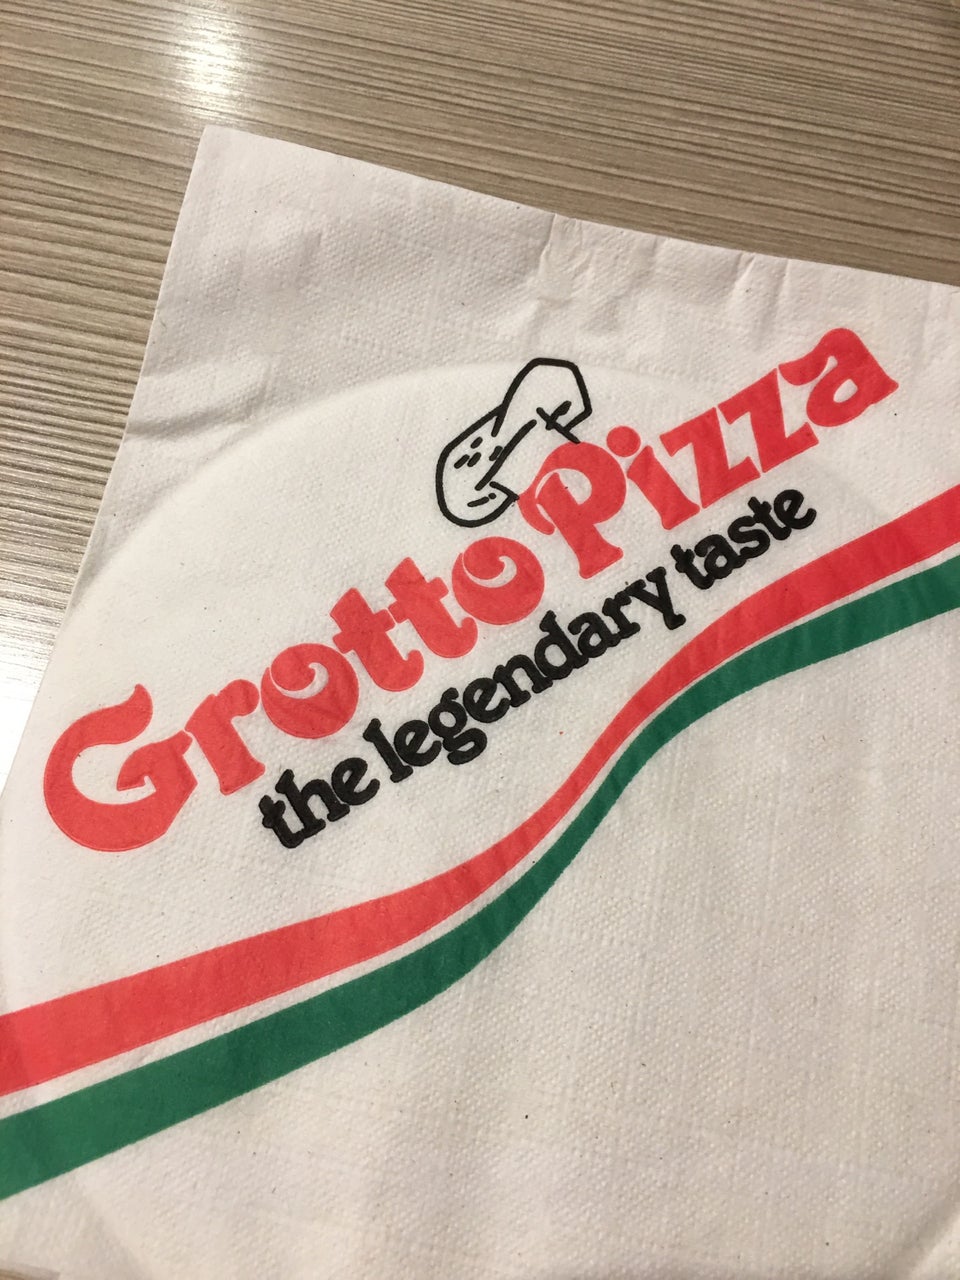 Grotto Pizza
the legendary taste